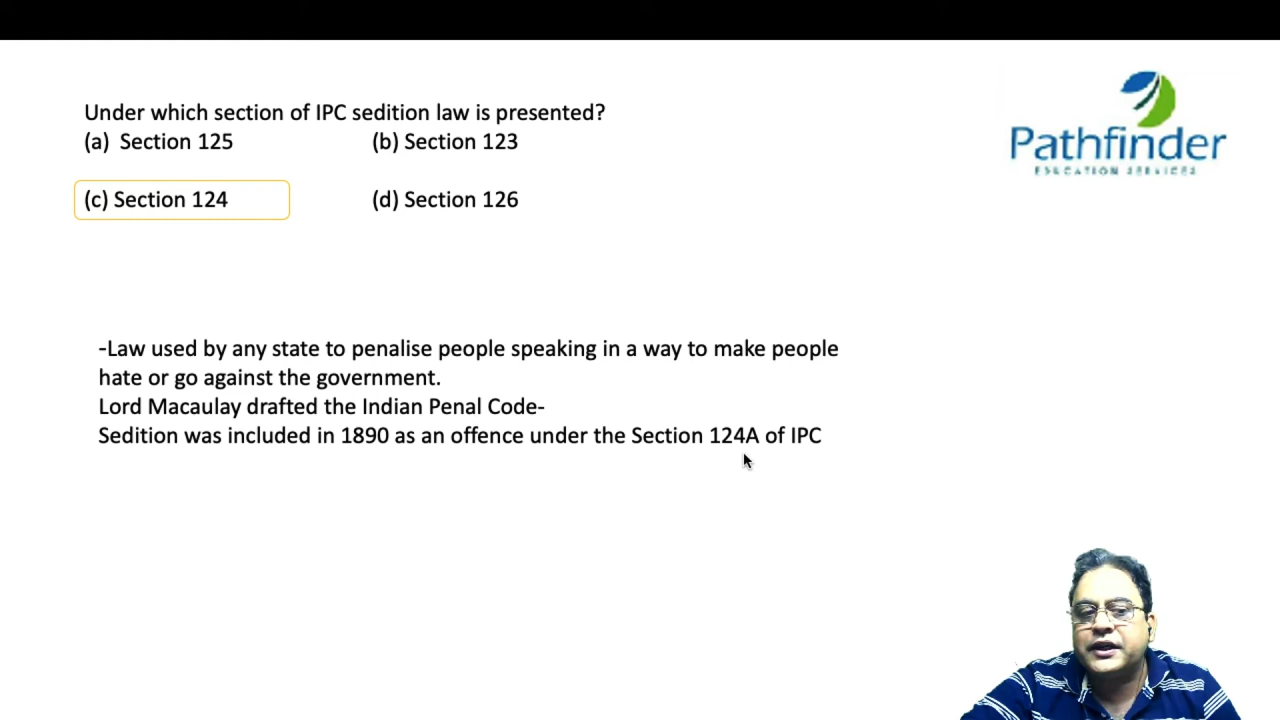 Under which section of IPC sedition law is presented?
(a) Section 125 (b) Section 123
(c) Section 124 (d) Section 126
Pathfinder
EDUCATION SERVICES
-Law used by any state to penalise people speaking in a way to make people
hate or go against the government.
Lord Macaulay drafted the Indian Penal Code-
Sedition was included in 1890 as an offence under the Section 124A of IPC